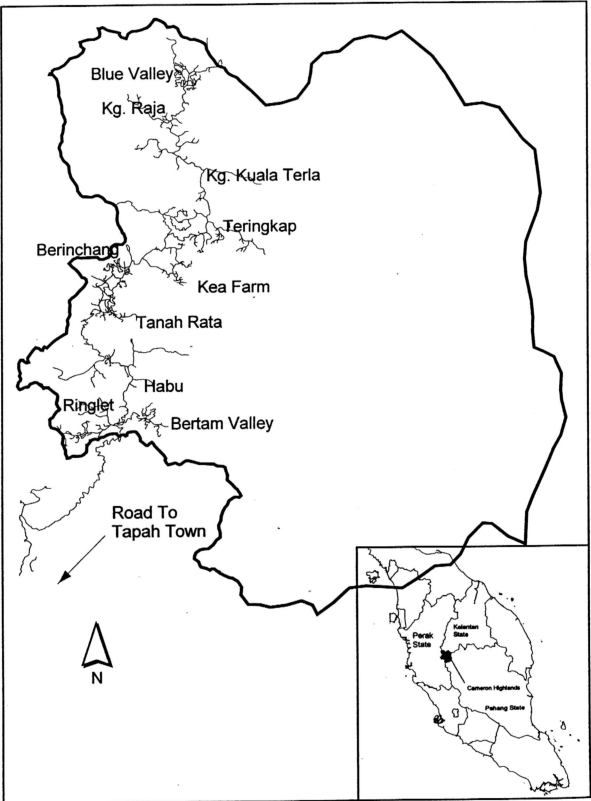 Blue Valley
Kg. Raja
Kg. Kuala Terla
Teringkap
Berinchang
Kea Farm
Tanah Rata
Habu
Ringlet
Bertam Valley
Road To
Tapah Town
N
Kelantan
State
Perak
State
Cameron Highlands
Pahang State